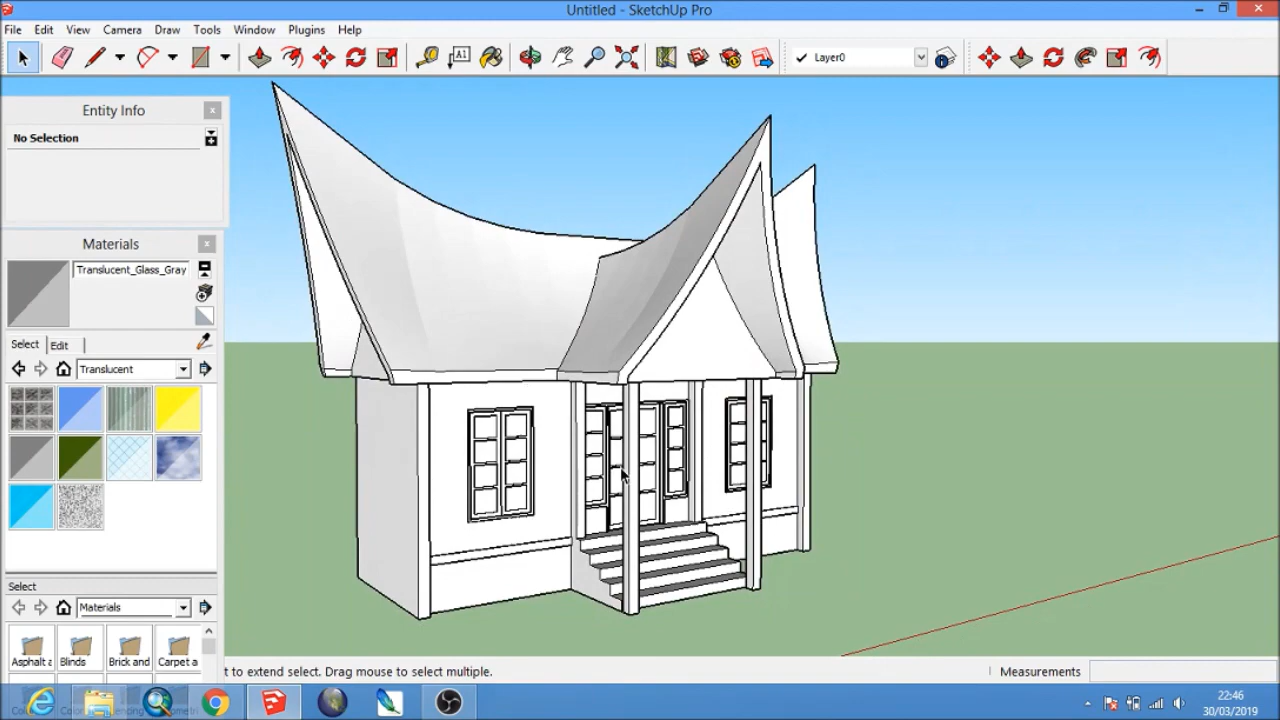 Untitled - SketchUp Pro
File Edit View Camera Draw Tools Window Plugins Help
A1
Layer0
Entity Info
No Selection
Materials
Translucent_Glass_Gray
Select Edit
Translucent
Select
Materials
Asphalt a Blinds Brick and Carpet a
t to extend select. Drag mouse to select multiple.
Measurements
22:46
30/03/2019